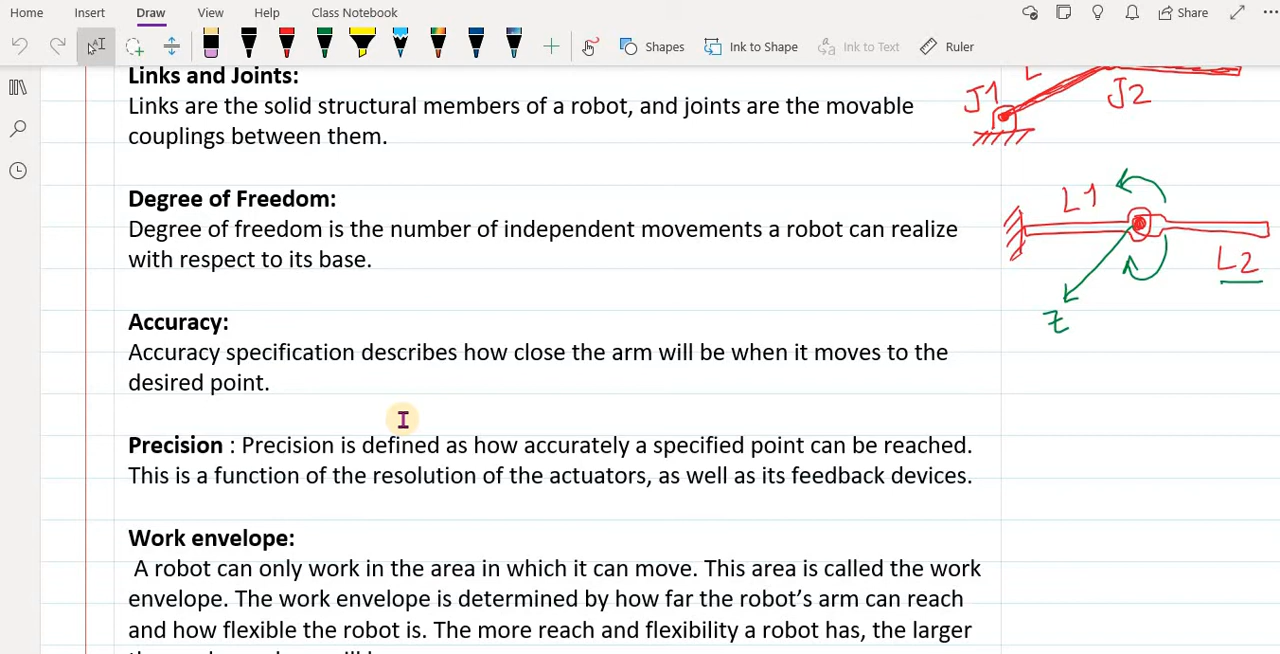 Home Insert Draw View Help Class Notebook Share
Shapes Ink to Shape Ink to Text Ruler
Links and Joints:
Links are the solid structural members of a robot, and joints are the movable
couplings between them.
J1 J2
Degree of Freedom:
Degree of freedom is the number of independent movements a robot can realize
with respect to its base.
L1
L2
Z
Accuracy:
Accuracy specification describes how close the arm will be when it moves to the
desired point.
Precision : Precision is defined as how accurately a specified point can be reached.
This is a function of the resolution of the actuators, as well as its feedback devices.
Work envelope:
A robot can only work in the area in which it can move. This area is called the work
envelope. The work envelope is determined by how far the robot’s arm can reach
and how flexible the robot is. The more reach and flexibility a robot has, the larger